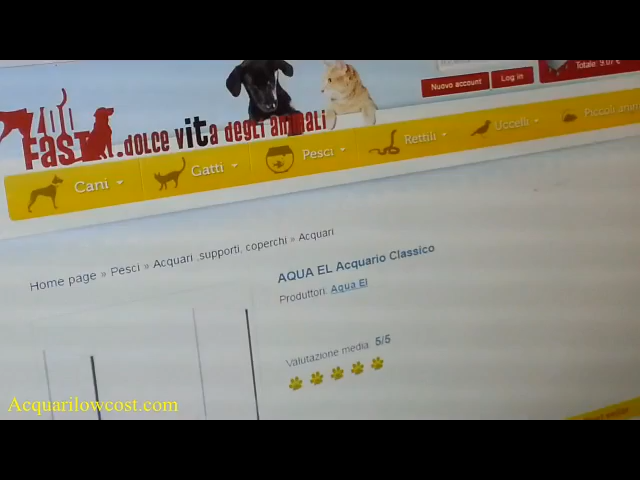 Totale: 9.07 €
Nuovo account
Log in
Fast
..dolce vita degli animali
Cani
Gatti
Pesci
Rettili
Uccelli
Piccoli anim
Home page » Pesci » Acquari ,supporti, coperchi » Acquari
AQUA EL Acquario Classico
Produttori: Aqua El
Valutazione media: 5/5
Acquarilowcost.com